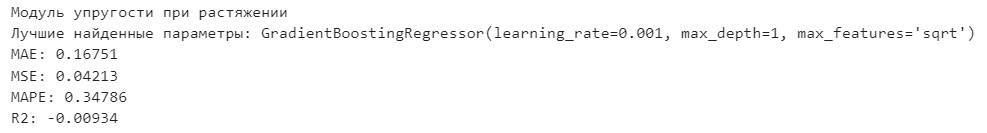 Модуль упругости при растяжении
Лучшие найденные параметры: GradientBoostingRegressor(learning_rate=0.001, max_depth=1, max_features='sqrt')
MAE: 0.16751
MSE: 0.04213
MAPE: 0.34786
R2: -0.00934